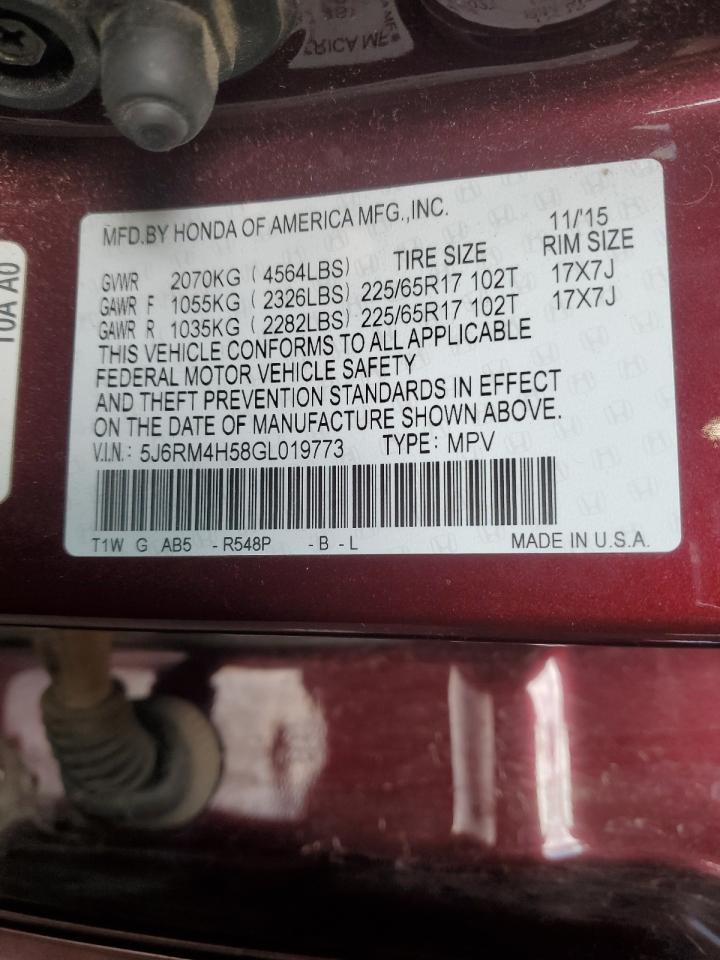 MFD.BY HONDA OF AMERICA MFG.,INC. 11/'15
TIRE SIZE RIM SIZE
GVWR 2070KG ( 4564LBS)
GAWR F 1055KG ( 2326LBS) 225/65R17 102T 17X7J
GAWR R 1035KG ( 2282LBS) 225/65R17 102T 17X7J
THIS VEHICLE CONFORMS TO ALL APPLICABLE
FEDERAL MOTOR VEHICLE SAFETY
AND THEFT PREVENTION STANDARDS IN EFFECT
ON THE DATE OF MANUFACTURE SHOWN ABOVE.
V.I.N.: 5J6RM4H58GL019773 TYPE: MPV
T1W G AB5 - R548P - B - L MADE IN U.S.A.